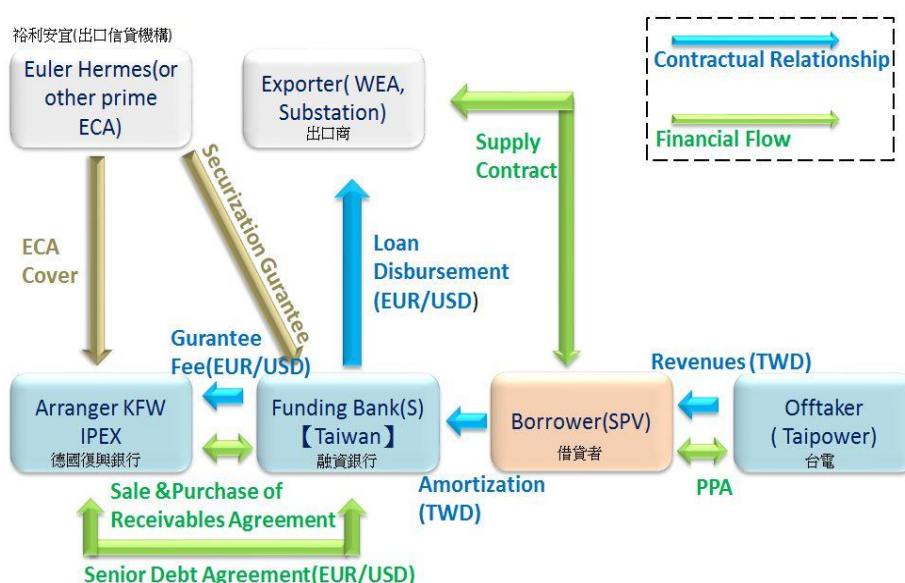 裕利安宜(出口信貸機構)
Euler Hermes(or
other prime
ECA)
Exporter( WEA,
Substation)
出口商
Contractual Relationship
Financial Flow
Supply
Contract
Securization Gurantee
ECA
Cover
Loan
Disbursement
(EUR/USD)
Gurantee
Fee(EUR/USD)
Revenues (TWD)
Arranger KFW
IPEX
德國復興銀行
Funding Bank(S)
【Taiwan】
融資銀行
Borrower(SPV)
借貸者
Offtaker
( Taipower)
台電
Amortization
(TWD)
PPA
Sale &Purchase of
Receivables Agreement
Senior Debt Agreement(EUR/USD)